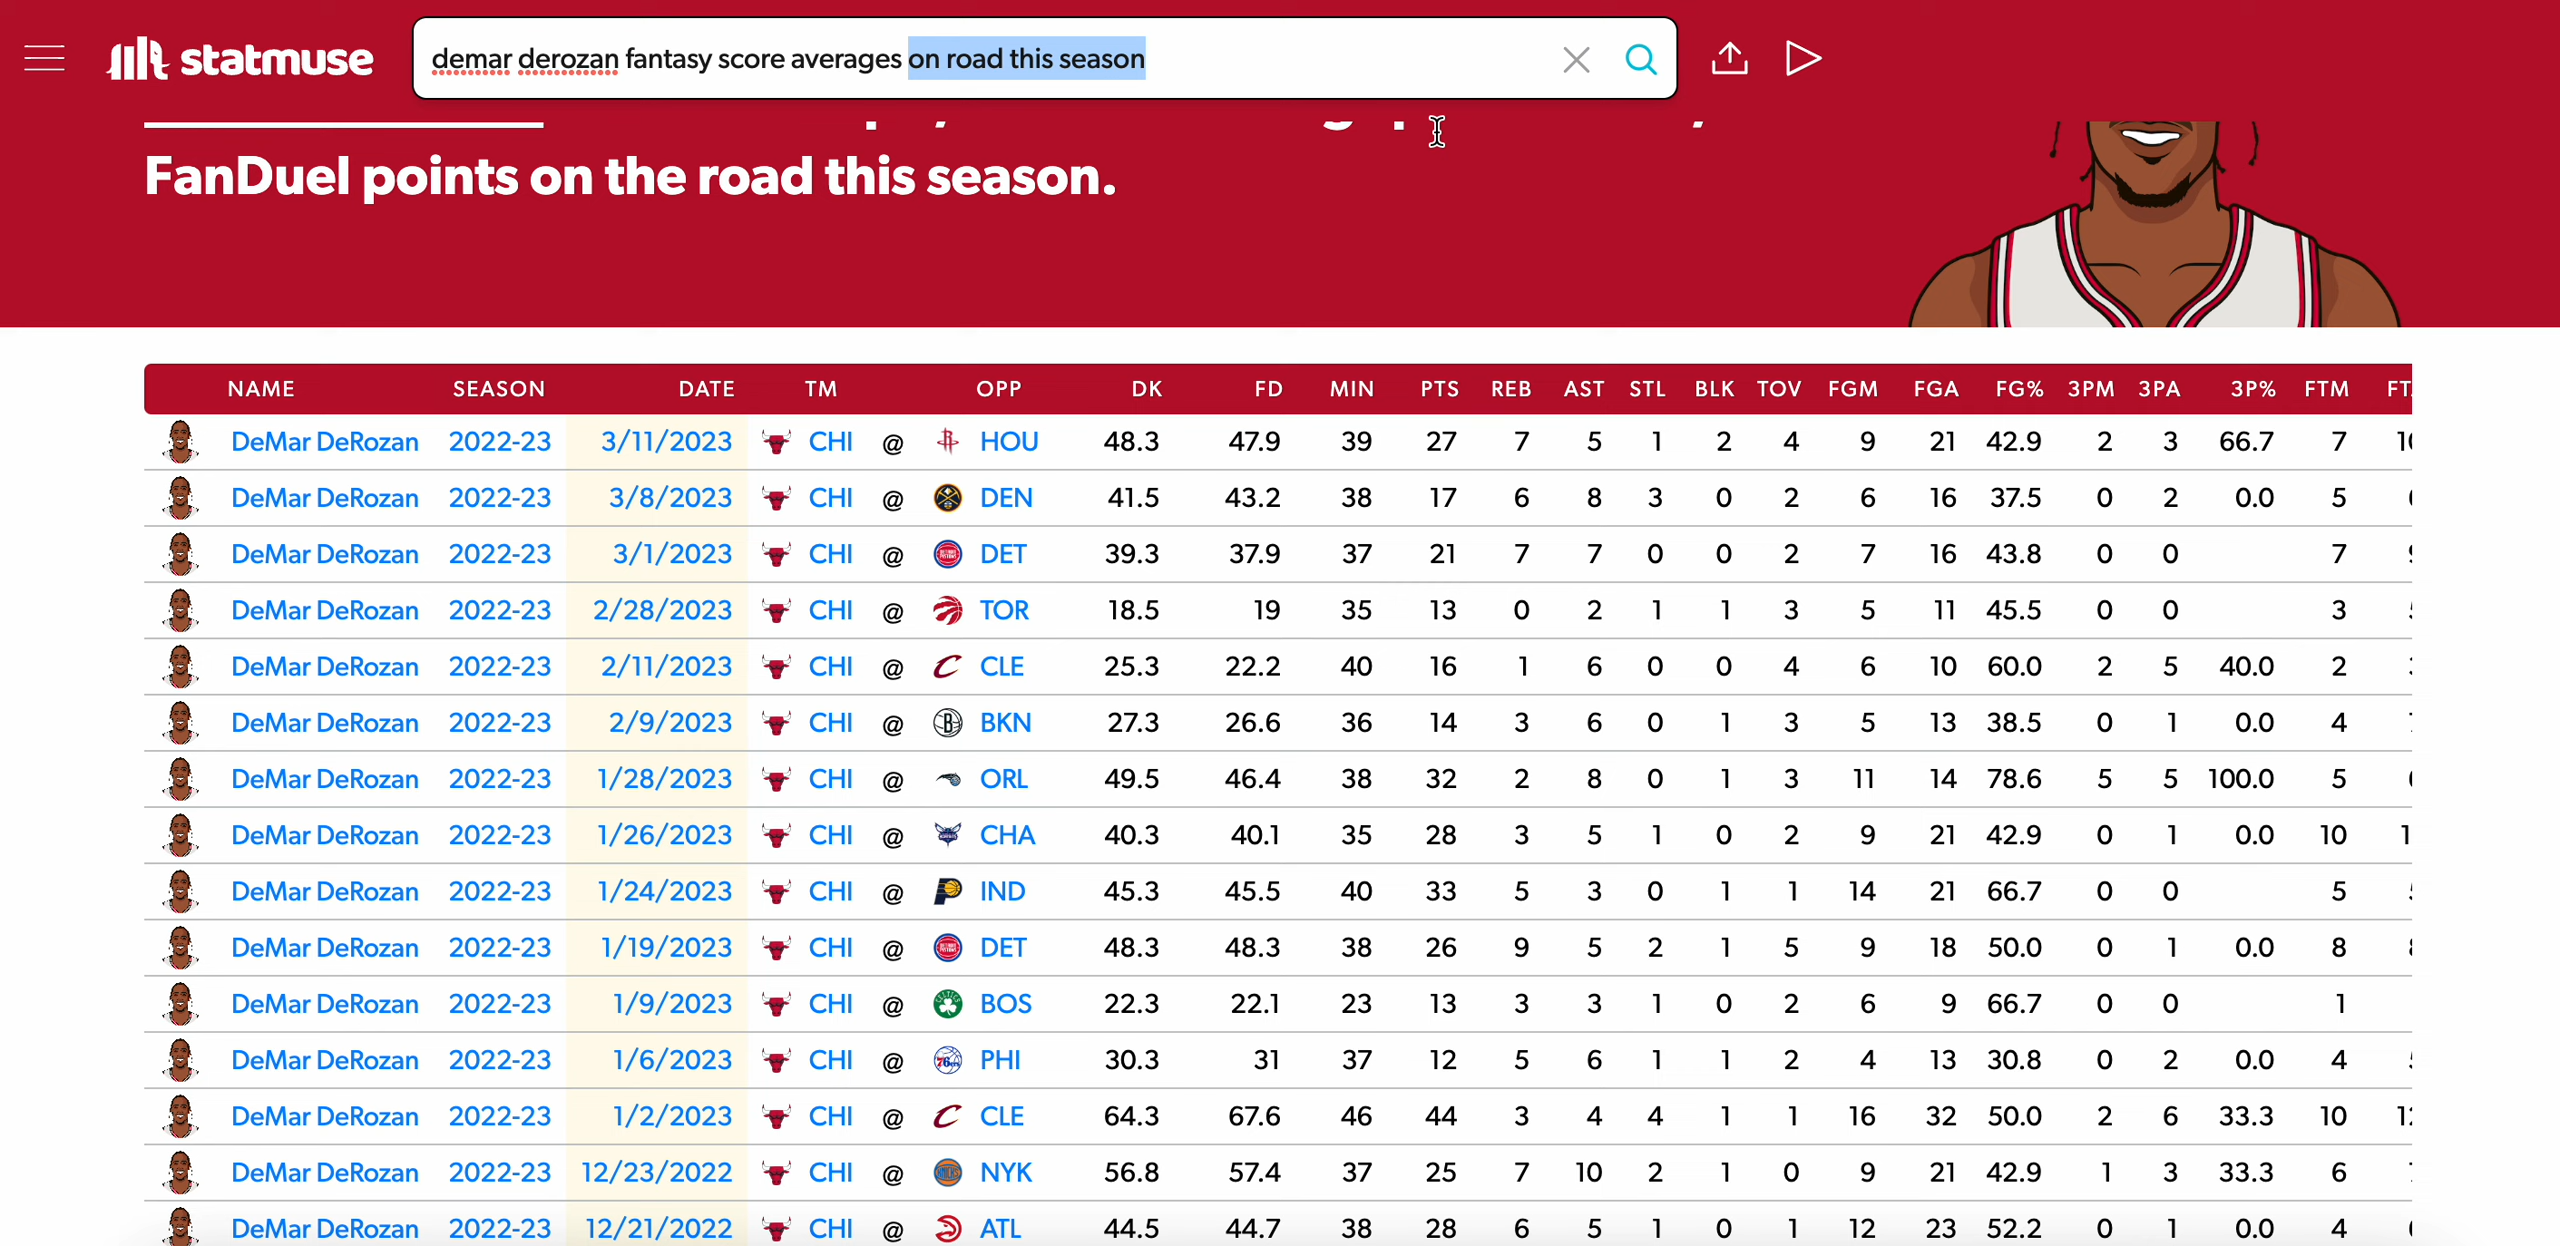 statmuse
demar derozan fantasy score averages on road this season
FanDuel points on the road this season.
NAME SEASON DATE TM OPP DK FD MIN PTS REB AST STL BLK TOV FGM FGA FG% 3PM 3PA 3P% FTM
DeMar DeRozan 2022-23 3/11/2023 CHI @ HOU 48.3 47.9 39 27 7 5 1 2 4 9 21 42.9 2 3 66.7 7
DeMar DeRozan 2022-23 3/8/2023 CHI @ DEN 41.5 43.2 38 17 6 8 3 0 2 6 16 37.5 0 2 0.0 5
DeMar DeRozan 2022-23 3/1/2023 CHI @ DET 39.3 37.9 37 21 7 7 0 0 2 7 16 43.8 0 0 7
DeMar DeRozan 2022-23 2/28/2023 CHI @ TOR 18.5 19 35 13 0 2 1 1 3 5 11 45.5 0 0 3
DeMar DeRozan 2022-23 2/11/2023 CHI @ CLE 25.3 22.2 40 16 1 6 0 0 4 6 10 60.0 2 5 40.0 2
DeMar DeRozan 2022-23 2/9/2023 CHI @ BKN 27.3 26.6 36 14 3 6 0 1 3 5 13 38.5 0 1 0.0 4
DeMar DeRozan 2022-23 1/28/2023 CHI @ ORL 49.5 46.4 38 32 2 8 0 1 3 11 14 78.6 5 5 100.0 5
DeMar DeRozan 2022-23 1/26/2023 CHI @ CHA 40.3 40.1 35 28 3 5 1 0 2 9 21 42.9 0 1 0.0 10
DeMar DeRozan 2022-23 1/24/2023 CHI @ IND 45.3 45.5 40 33 5 3 0 1 1 14 21 66.7 0 0 5
DeMar DeRozan 2022-23 1/19/2023 CHI @ DET 48.3 48.3 38 26 9 5 2 1 5 9 18 50.0 0 1 0.0 8
DeMar DeRozan 2022-23 1/9/2023 CHI @ BOS 22.3 22.1 23 13 3 3 1 0 2 6 9 66.7 0 0 1
DeMar DeRozan 2022-23 1/6/2023 CHI @ PHI 30.3 31 37 12 5 6 1 1 2 4 13 30.8 0 2 0.0 4
DeMar DeRozan 2022-23 1/2/2023 CHI @ CLE 64.3 67.6 46 44 3 4 4 1 1 16 32 50.0 2 6 33.3 10
DeMar DeRozan 2022-23 12/23/2022 CHI @ NYK 56.8 57.4 37 25 7 10 2 1 0 9 21 42.9 1 3 33.3 6
DeMar DeRozan 2022-23 12/21/2022 CHI @ ATL 44.5 44.7 38 28 6 5 1 0 1 12 23 52.2 0 1 0.0 4